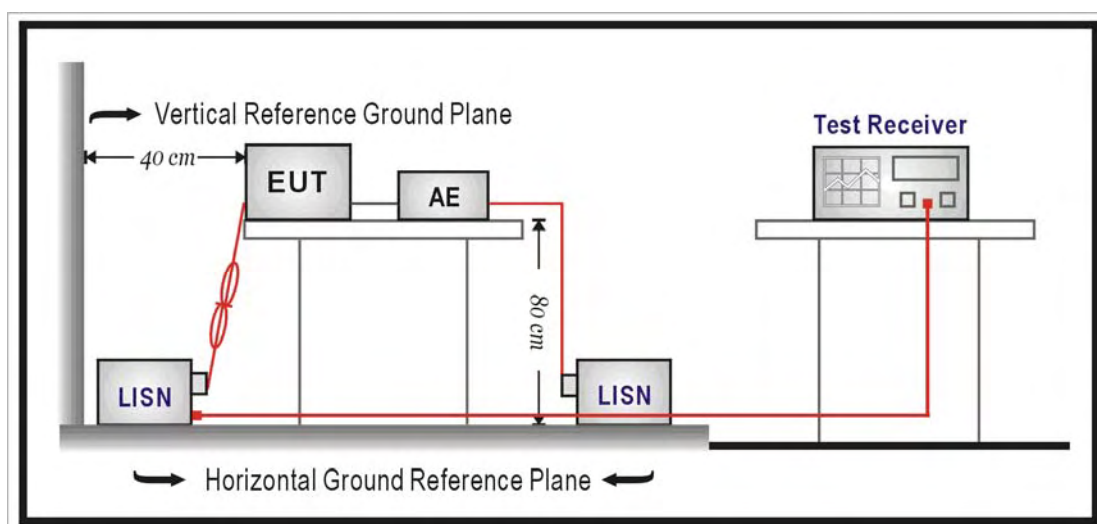 Vertical Reference Ground Plane
Test Receiver
40 cm
EUT
AE
80 cm
LISN
LISN
Horizontal Ground Reference Plane